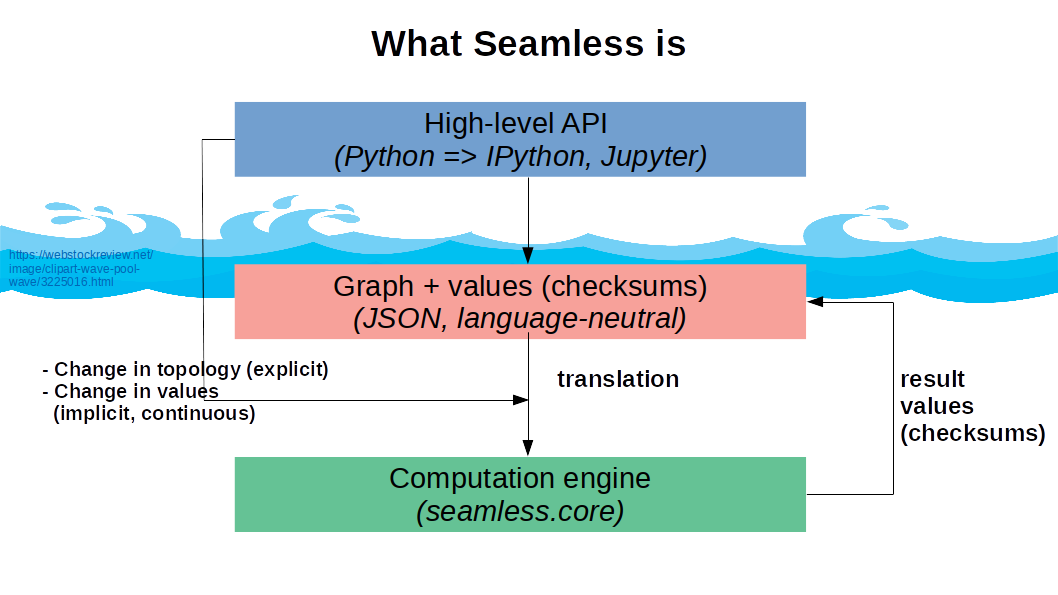 What Seamless is
High-level API
(Python => IPython, Jupyter)
https://webstockreview.net/
image/clipart-wave-pool-
wave/3225016.html
Graph + values (checksums)
(JSON, language-neutral)
- Change in topology (explicit)
- Change in values
(implicit, continuous)
translation
result
values
(checksums)
Computation engine
(seamless.core)